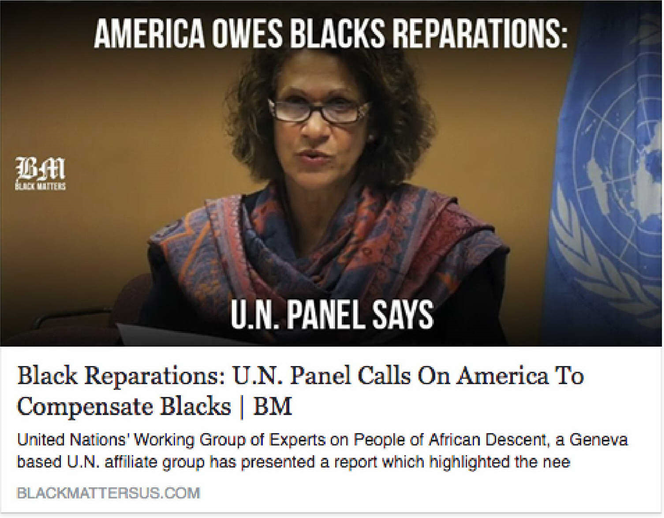 AMERICA OWES BLACKS REPARATIONS:
BM
BLACK MATTERS
U.N. PANEL SAYS
Black Reparations: U.N. Panel Calls On America To
Compensate Blacks | BM
United Nations' Working Group of Experts on People of African Descent, a Geneva
based U.N. affiliate group has presented a report which highlighted the nee
BLACKMATTERSUS.COM